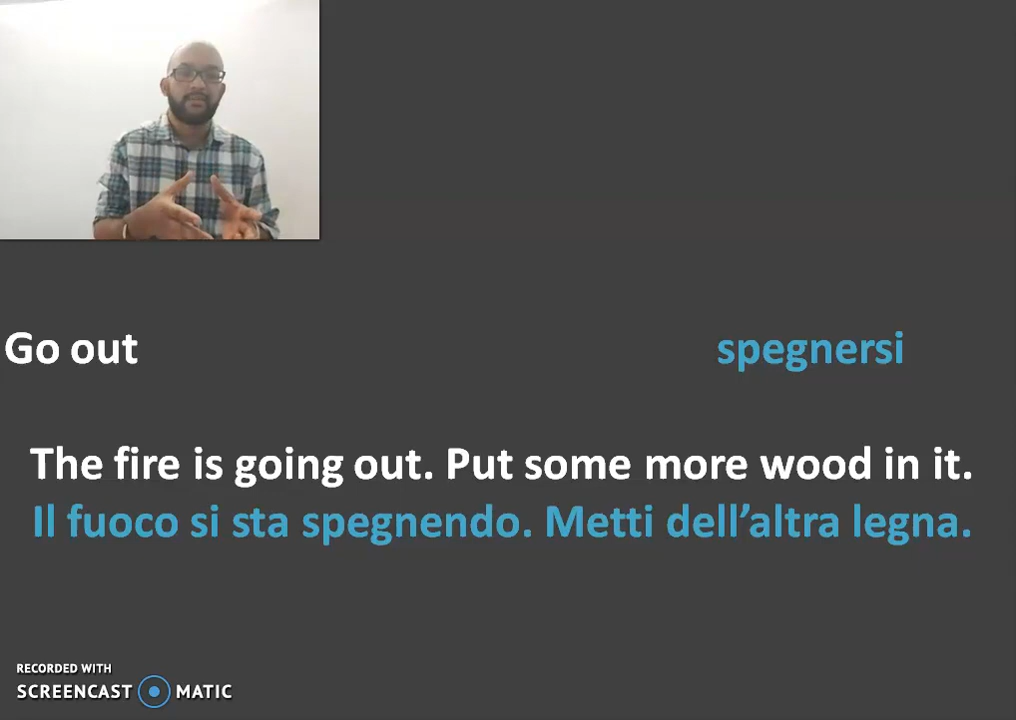 Go out
spegnersi
The fire is going out. Put some more wood in it.
Il fuoco si sta spegnendo. Metti dell’altra legna.
RECORDED WITH
SCREENCAST MATIC